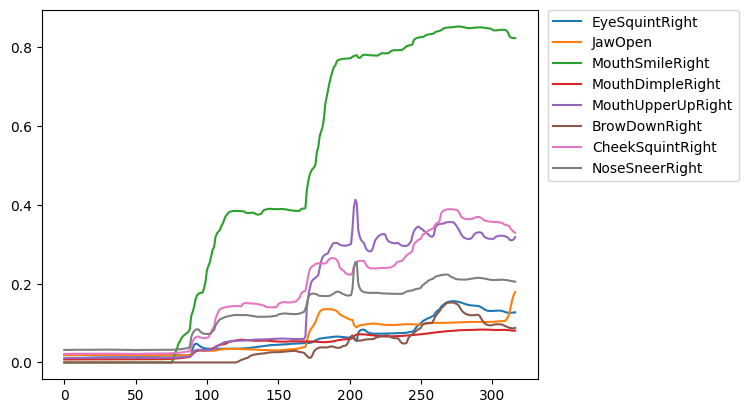 EyeSquintRight
JawOpen
MouthSmileRight
MouthDimpleRight
MouthUpperUpRight
BrowDownRight
CheekSquintRight
NoseSneerRight
0.8
0.6
0.4
0.2
0.0
0 50 100 150 200 250 300